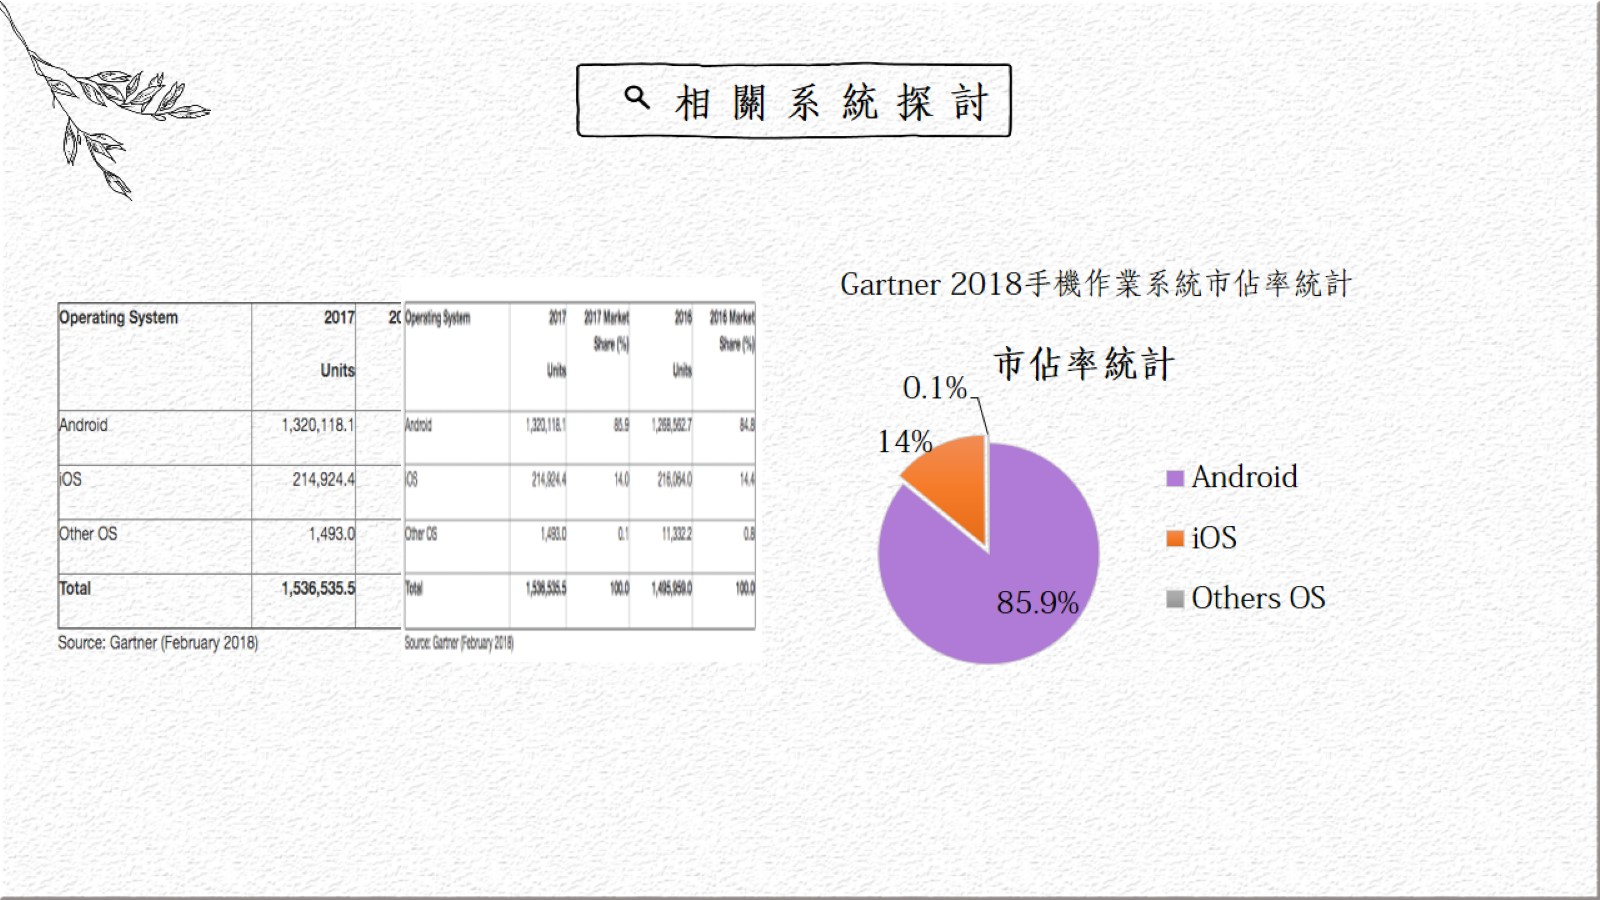 相關系統探討
Gartner 2018手機作業系統市佔率統計
Operating System 2017 20
Units
Android 1,320,118.1
iOS 214,924.4
Other OS 1,493.0
Total 1,536,535.5
Source: Gartner (February 2018)
Operating System 2017 2017 Market 2016 2016 Market
Share (%) Share (%)
Units Units
Android 1,320,118.1 85.9 1,268,562.7 84.8
iOS 214,924.4 14.0 216,064.0 14.4
Other OS 1,493.0 0.1 11,332.2 0.8
Total 1,536,535.5 100.0 1,495,959.0 100.0
Source: Gartner (February 2018)
市佔率統計
0.1%
14%
85.9%
Android
iOS
Others OS